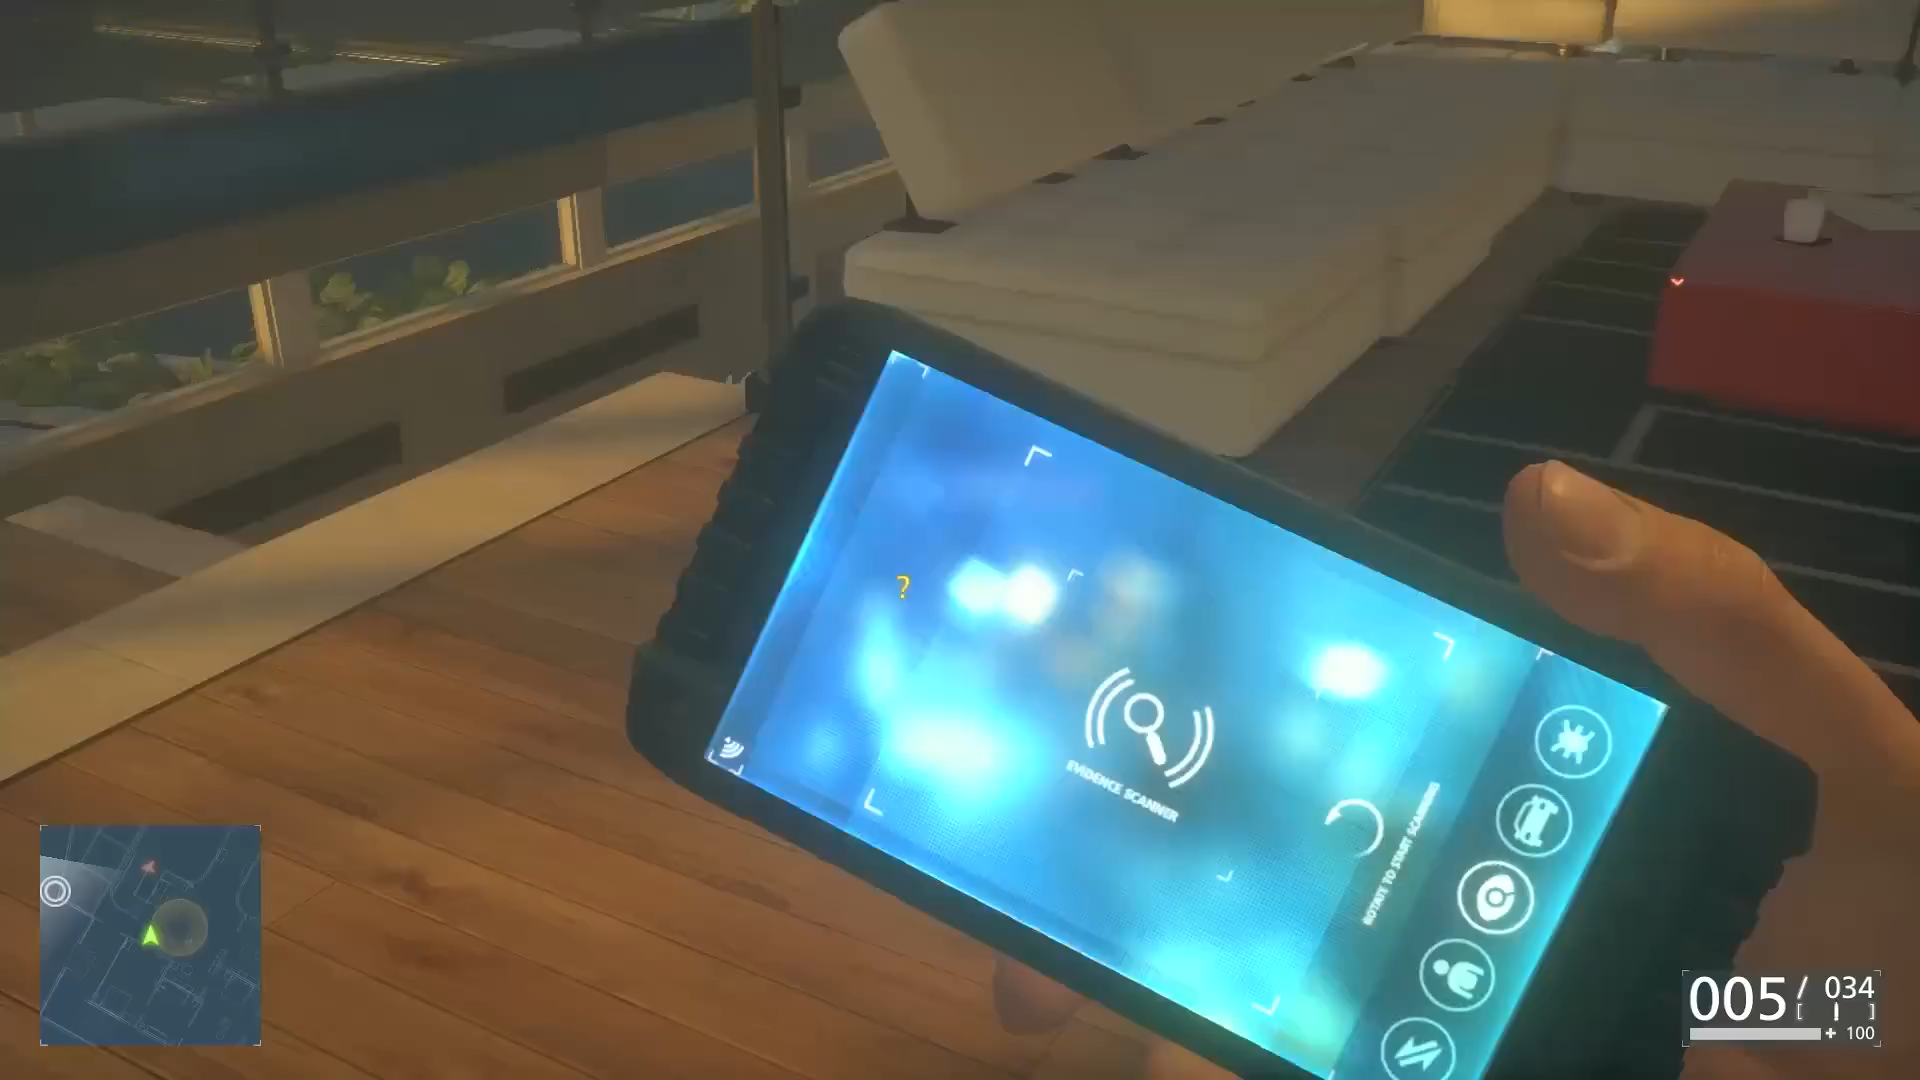 ?
EVIDENCE SCANNER
ROTATE TO START SCANNING
005 / 034
[ | ]
+ 100